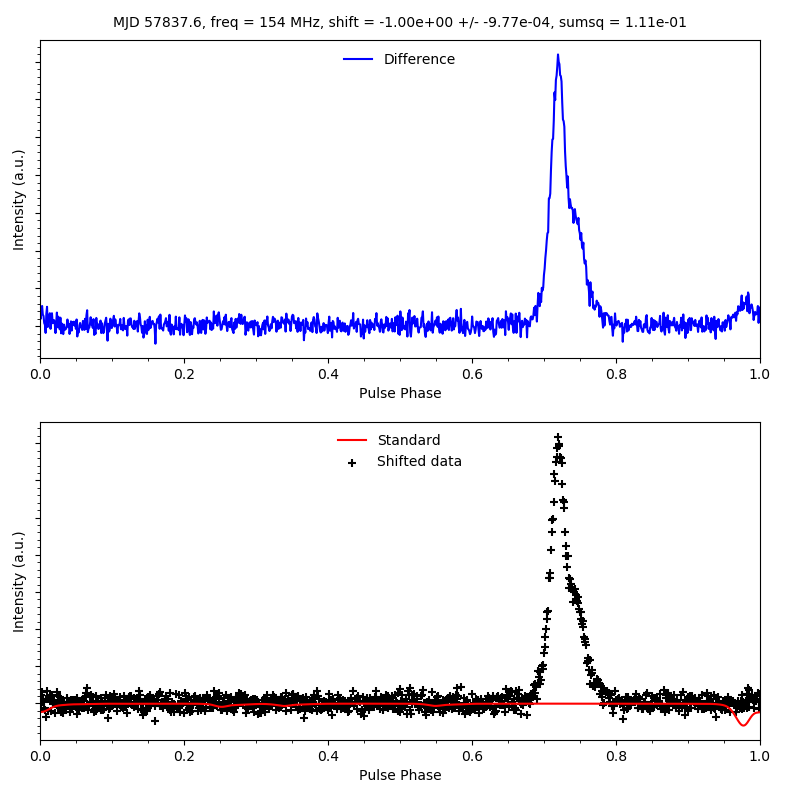 MJD 57837.6, freq = 154 MHz, shift = -1.00e+00 +/- -9.77e-04, sumsq = 1.11e-01
Difference
Intensity (a.u.)
0.0 0.2 0.4 0.6 0.8 1.0
Pulse Phase
Standard
Shifted data
Intensity (a.u.)
0.0 0.2 0.4 0.6 0.8 1.0
Pulse Phase